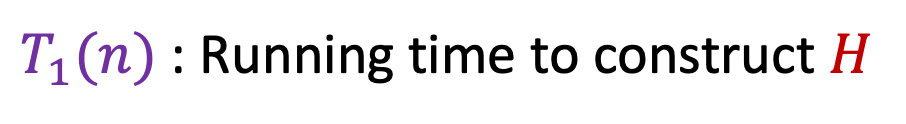 T₁(n) : Running time to construct H